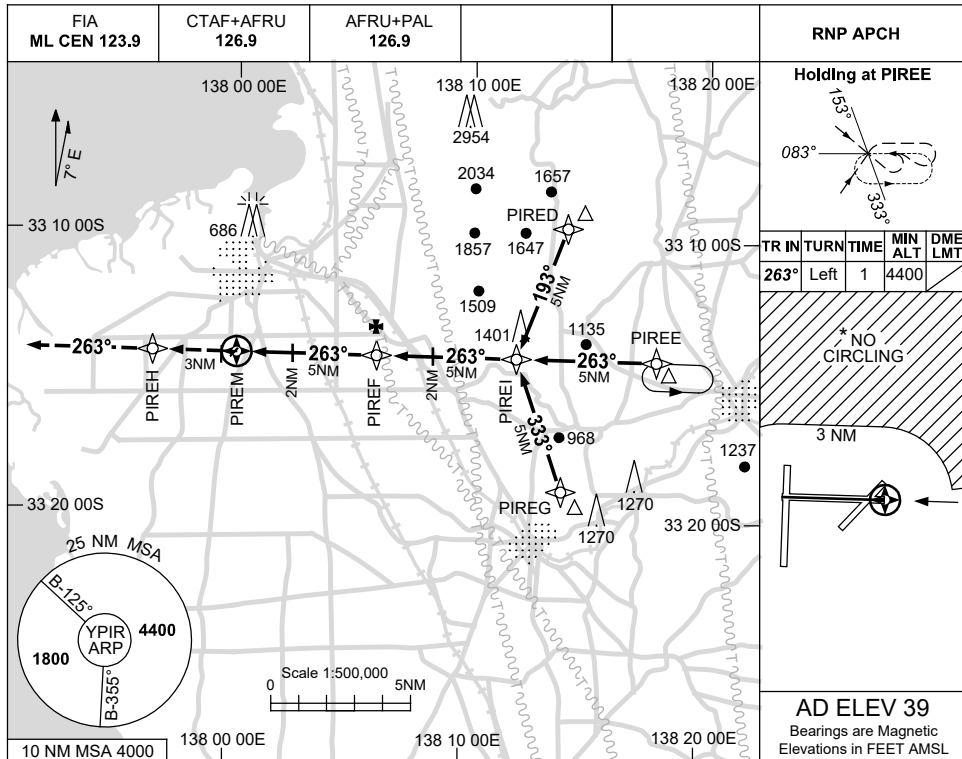 FIA
ML CEN 123.9
CTAF+AFRU
126.9
AFRU+PAL
126.9
RNP APCH
138 00 00E
138 10 00E
138 20 00E
7° E
2954
2034
1657
686
PIRED
33 10 00S
1857
1647
33 10 00S
1509
193°
5NM
1401
1135
PIREE
263°
3NM
2NM
263°
5NM
2NM
263°
5NM
263°
5NM
PIREH
PIREM
PIREF
PIREI
333°
5NM
968
1237
33 20 00S
PIREG
1270
1270
33 20 00S
25 NM MSA
B-125°
YPIR
ARP
4400
1800
B-355°
Scale 1:500,000
0
5NM
10 NM MSA 4000
138 00 00E
138 10 00E
138 20 00E
Holding at PIREE
153°
083°
333°
TR IN TURN TIME MIN ALT DME LMT
263° Left 1 4400
*NO
CIRCLING
3 NM
AD ELEV 39
Bearings are Magnetic
Elevations in FEET AMSL